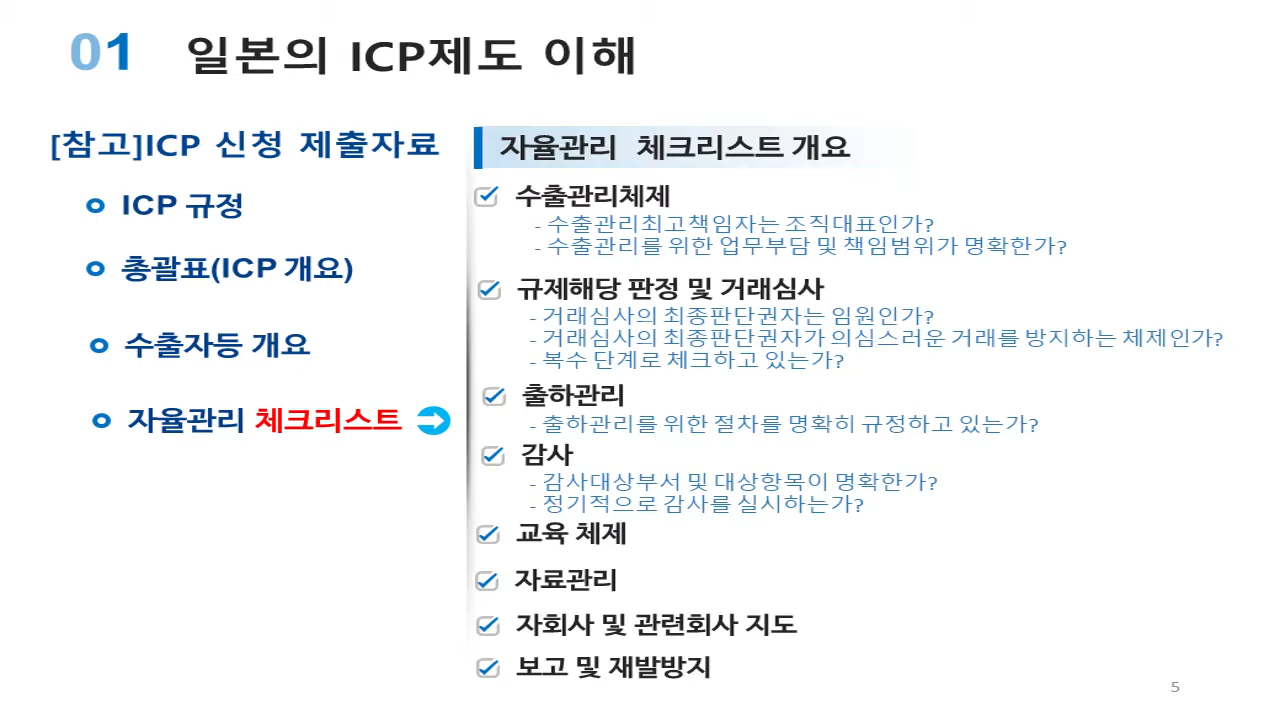 01 일본의 ICP제도 이해
[참고]ICP 신청 제출자료
ICP 규정
총괄표(ICP 개요)
수출자등 개요
자율관리 체크리스트
자율관리 체크리스트 개요
수출관리체제
- 수출관리최고책임자는 조직대표인가?
- 수출관리를 위한 업무부담 및 책임범위가 명확한가?
규제해당 판정 및 거래심사
- 거래심사의 최종판단권자는 임원인가?
- 거래심사의 최종판단권자가 의심스러운 거래를 방지하는 체제인가?
- 복수 단계로 체크하고 있는가?
출하관리
- 출하관리를 위한 절차를 명확히 규정하고 있는가?
감사
- 감사대상부서 및 대상항목이 명확한가?
- 정기적으로 감사를 실시하는가?
교육 체제
자료관리
자회사 및 관련회사 지도
보고 및 재발방지
5